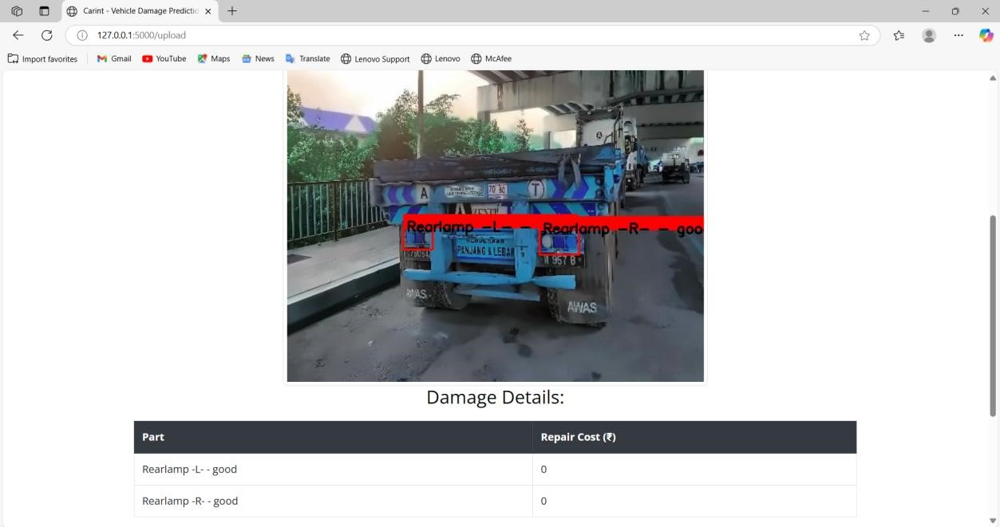 Carint - Vehicle Damage Predictio
127.0.0.1:5000/upload
Import favorites
Gmail
YouTube
Maps
News
Translate
Lenovo Support
Lenovo
McAfee
A
T
Rearlamp -L- -
Rearlamp -R- - goo
PANJANG & LEBAR
957 B
AWAS
AWAS
Damage Details:
Part Repair Cost (₹)
Rearlamp -L- - good 0
Rearlamp -R- - good 0